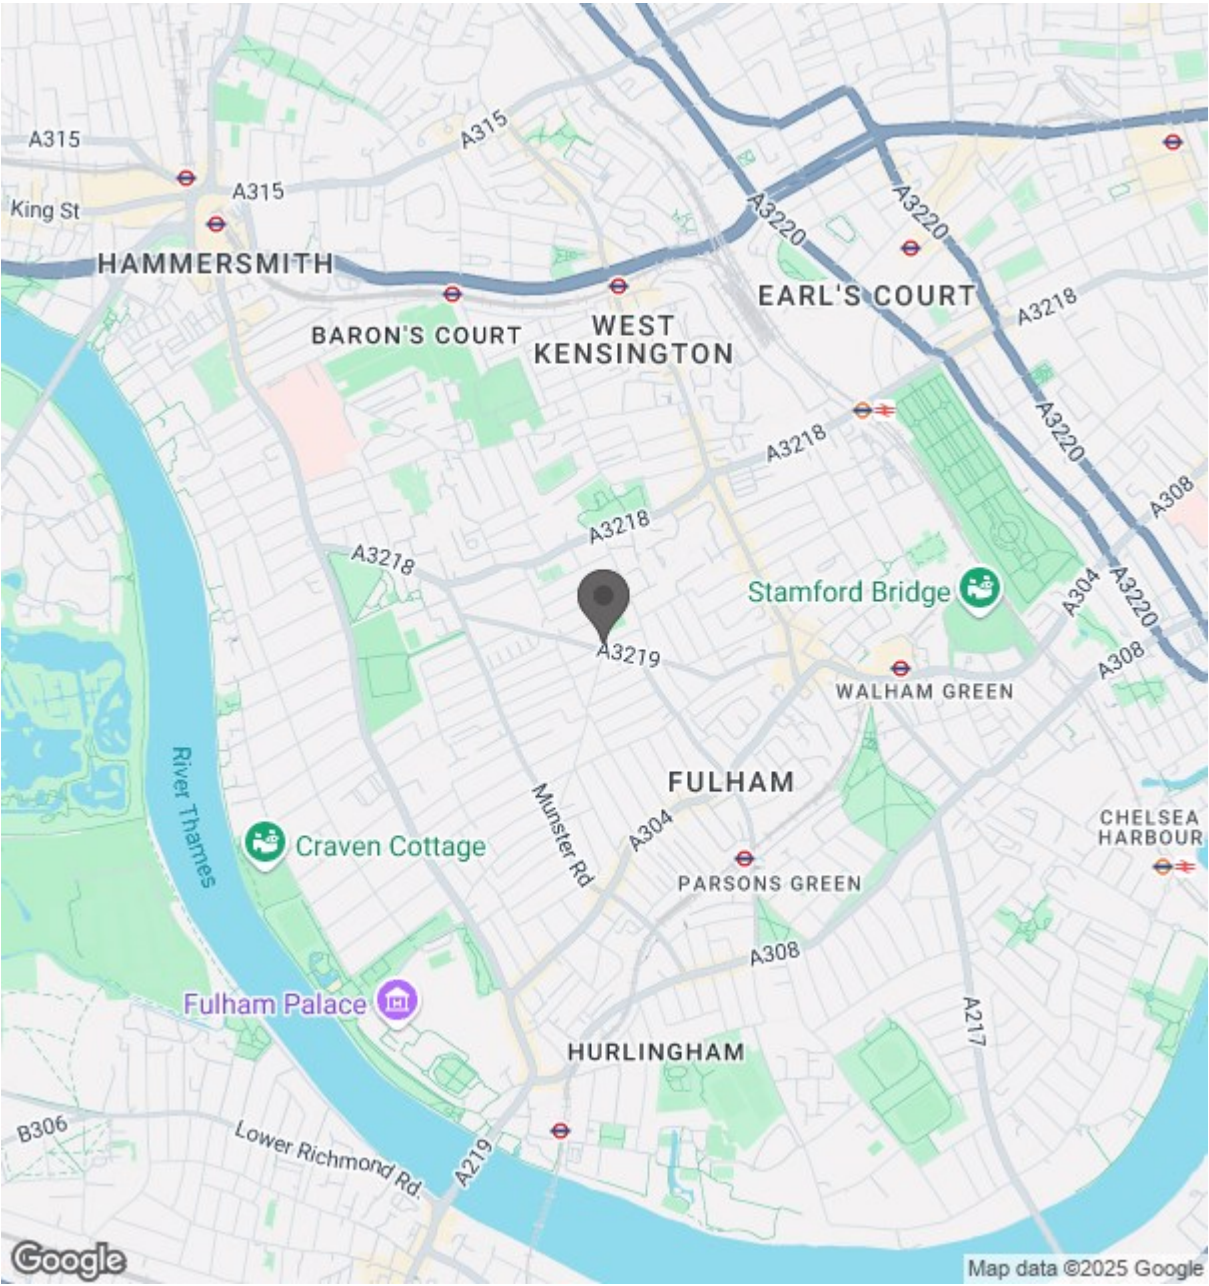 A315
A315
King St
A315
HAMMERSMITH
A3220
A3220
EARL'S COURT
A3218
BARON'S COURT
WEST
KENSINGTON
A3220
A3218
A308
A3218
A3218
Stamford Bridge
A304
A3220
A3219
A308
WALHAM GREEN
River Thames
FULHAM
Munster Rd
A304
CHELSEA
HARBOUR
Craven Cottage
PARSONS GREEN
A308
Fulham Palace
H
A217
HURLINGHAM
B306
Lower Richmond Rd.
A219
Google
Map data ©2025 Google